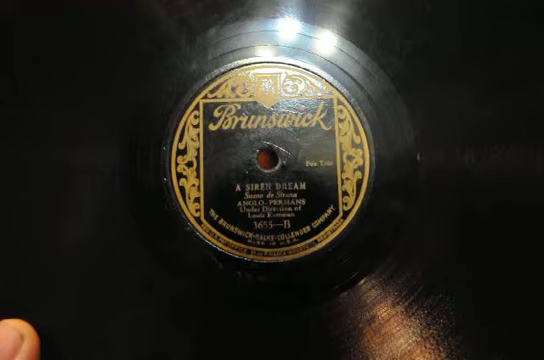 Brunswick
Fox Trot
A SIREN DREAM
Sueno de Sirena
ANGLO-PERSIANS
Under Direction of
Louis Katzman
3655—B
THE BRUNSWICK-BALKE-COLLENDER COMPANY
MADE IN U.S.A.